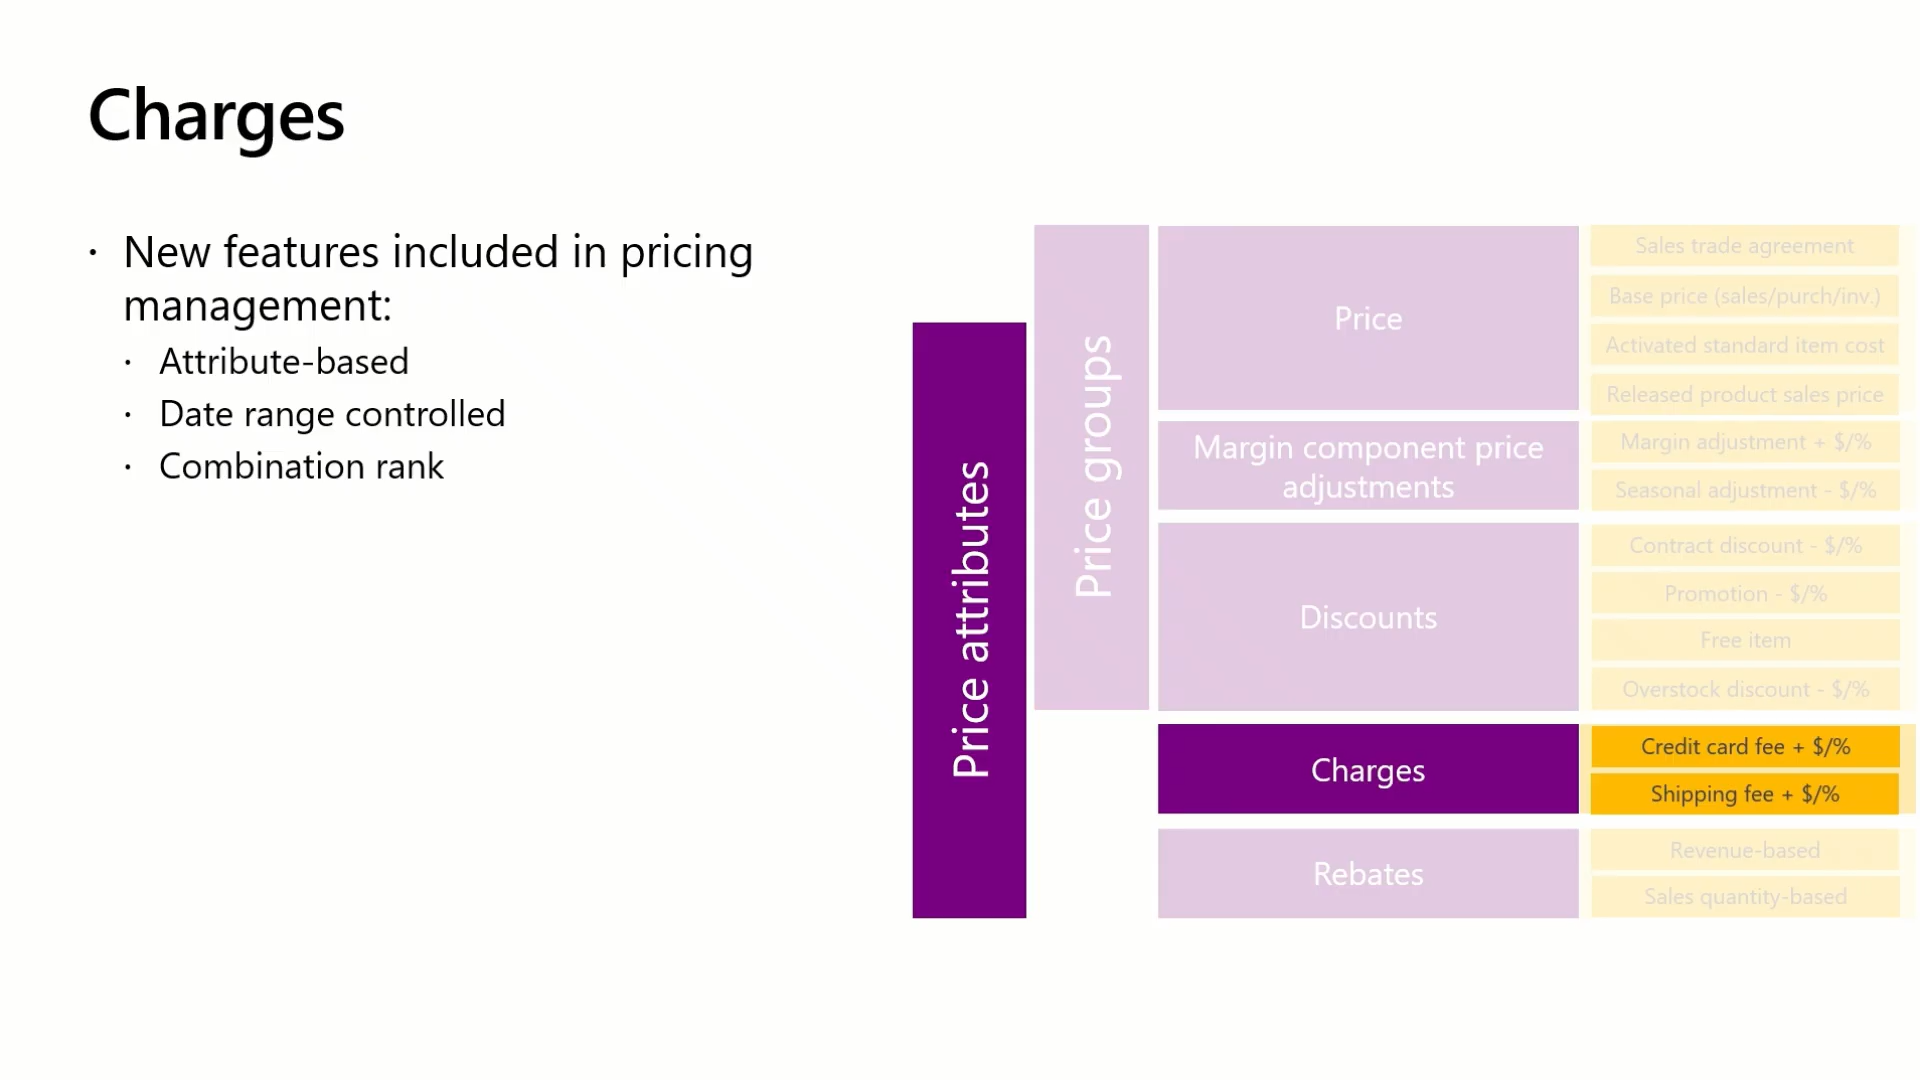 Charges
· New features included in pricing
management:
· Attribute-based
· Date range controlled
· Combination rank
Price attributes
Price groups
Price
Sales trade agreement
Base price (sales/purch/inv.)
Activated standard item cost
Released product sales price
Margin component price
adjustments
Margin adjustment + $/%
Seasonal adjustment - $/%
Discounts
Contract discount - $/%
Promotion - $/%
Free item
Overstock discount - $/%
Charges
Credit card fee + $/%
Shipping fee + $/%
Rebates
Revenue-based
Sales quantity-based